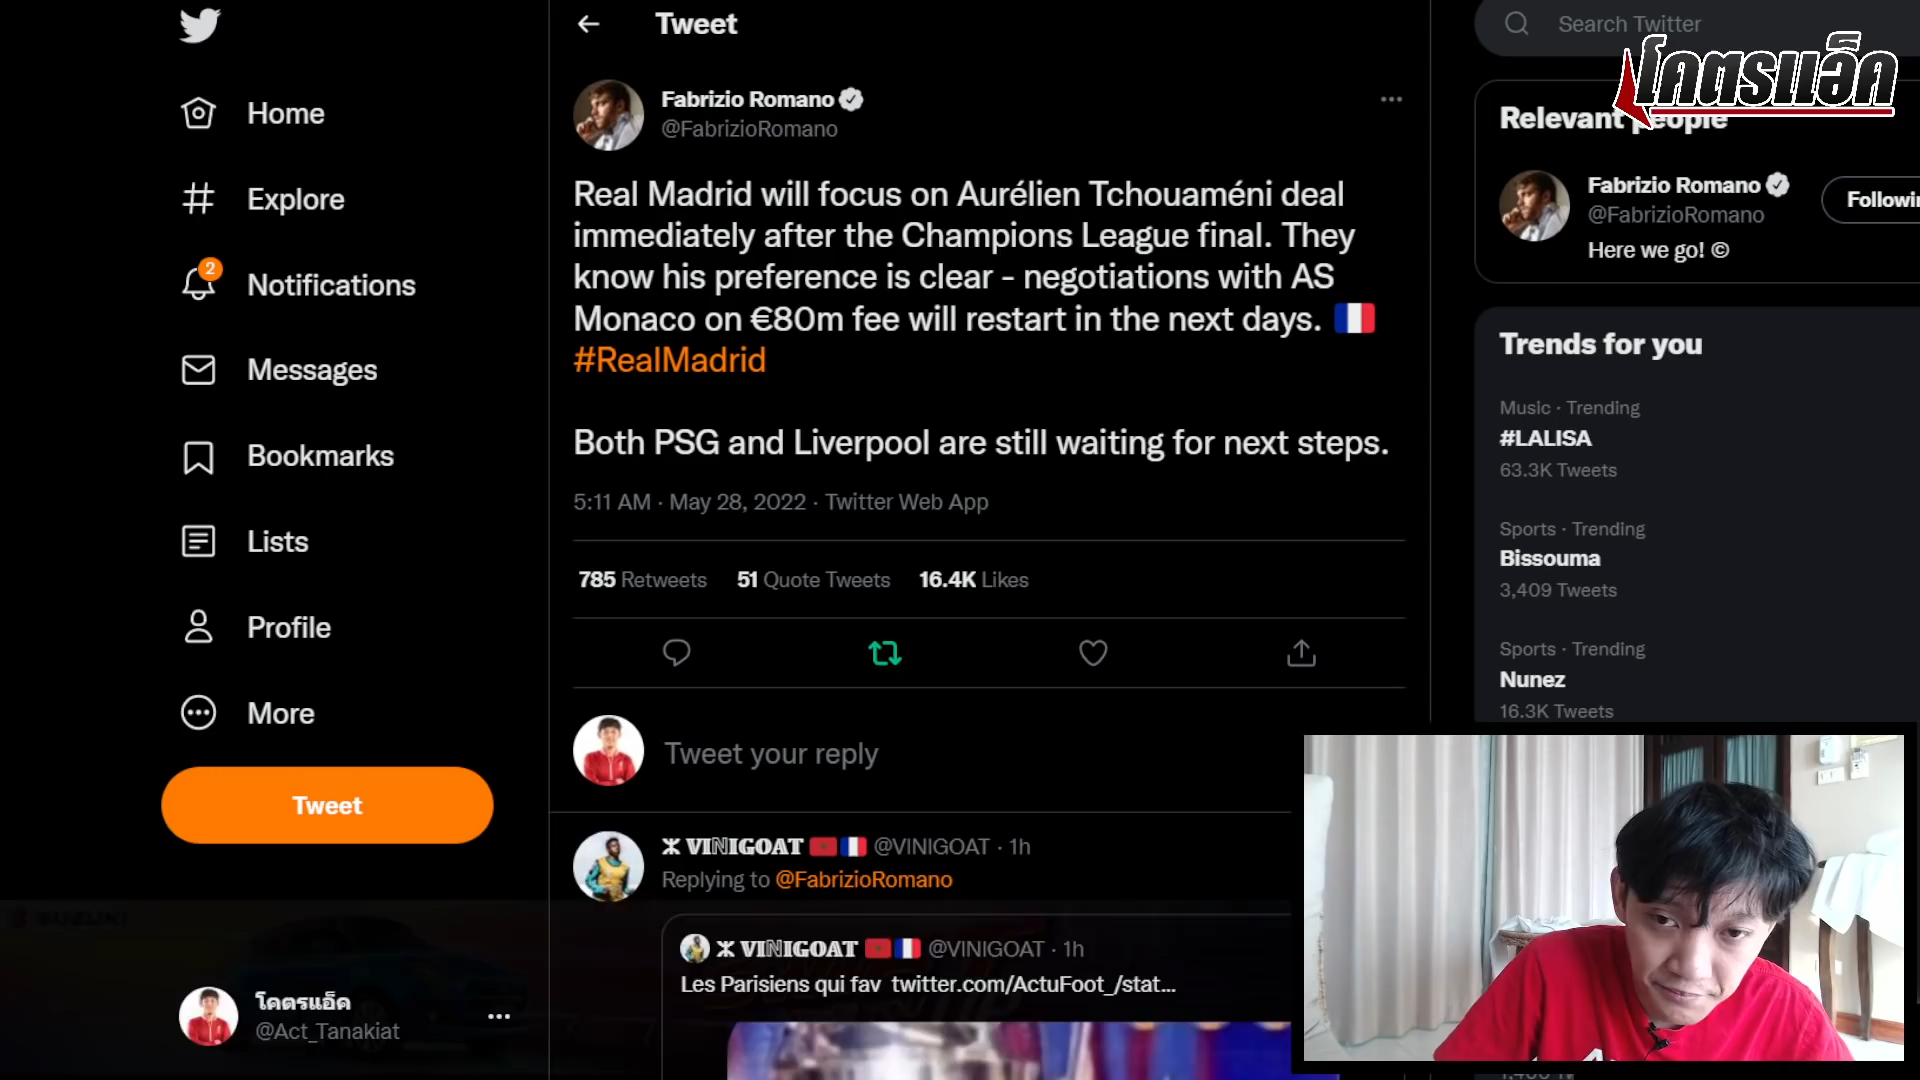 Home
Explore
2
Notifications
Messages
Bookmarks
Lists
Profile
More
Tweet
โคตรแอ็ค
@Act_Tanakiat
Tweet
Fabrizio Romano
@FabrizioRomano
Real Madrid will focus on Aurélien Tchouaméni deal
immediately after the Champions League final. They
know his preference is clear - negotiations with AS
Monaco on €80m fee will restart in the next days. 🇫🇷
#RealMadrid
Both PSG and Liverpool are still waiting for next steps.
5:11 AM · May 28, 2022 · Twitter Web App
785 Retweets 51 Quote Tweets 16.4K Likes
Tweet your reply
ⵣ VINIGOAT 🇲🇦🇫🇷 @VINIGOAT · 1h
Replying to @FabrizioRomano
ⵣ VINIGOAT 🇲🇦🇫🇷 @VINIGOAT · 1h
Les Parisiens qui fav twitter.com/ActuFoot_/stat...
Search Twitter
โคตรแอ็ค
Relevant people
Fabrizio Romano
@FabrizioRomano
Here we go! ©
Followi
Trends for you
Music · Trending
#LALISA
63.3K Tweets
Sports · Trending
Bissouma
3,409 Tweets
Sports · Trending
Nunez
16.3K Tweets